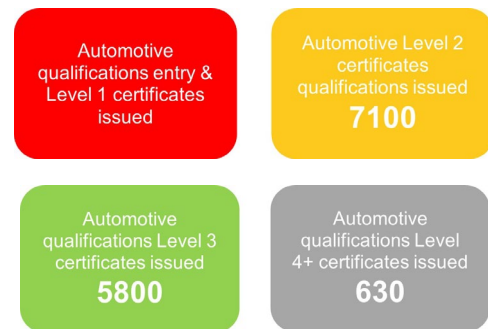 Automotive
qualifications entry &
Level 1 certificates
issued
Automotive Level 2
certificates
qualifications issued
7100
Automotive
qualifications Level 3
certificates issued
5800
Automotive
qualifications Level
4+ certificates issued
630